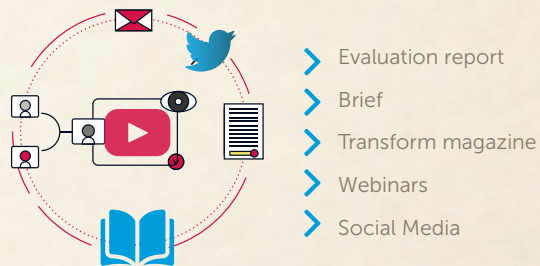 Evaluation report
Brief
Transform magazine
Webinars
Social Media